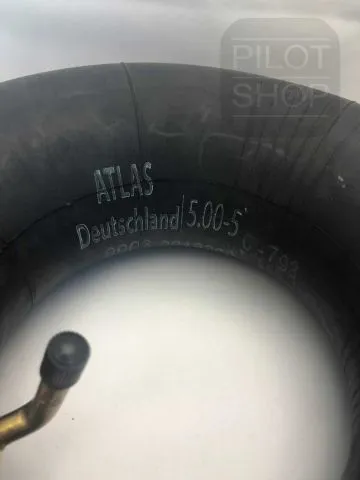 PILOT
SHOP
ATLAS
Deutschland/5.00-5